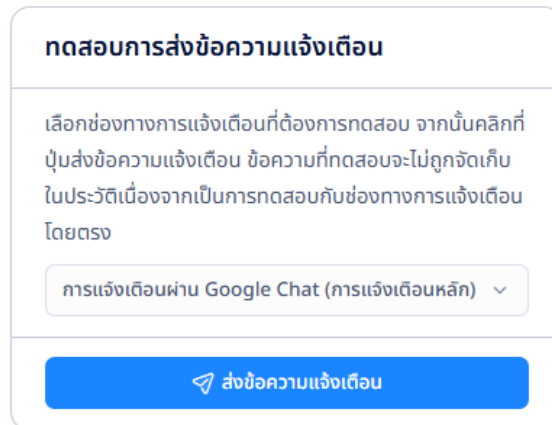 ทดสอบการส่งข้อความแจ้งเตือน
เลือกช่องทางการแจ้งเตือนที่ต้องการทดสอบ จากนั้นคลิกที่
ปุ่มส่งข้อความแจ้งเตือน ข้อความที่ทดสอบจะไม่ถูกจัดเก็บ
ในประวัติเนื่องจากเป็นการทดสอบกับช่องทางการแจ้งเตือน
โดยตรง
การแจ้งเตือนผ่าน Google Chat (การแจ้งเตือนหลัก)
ส่งข้อความแจ้งเตือน